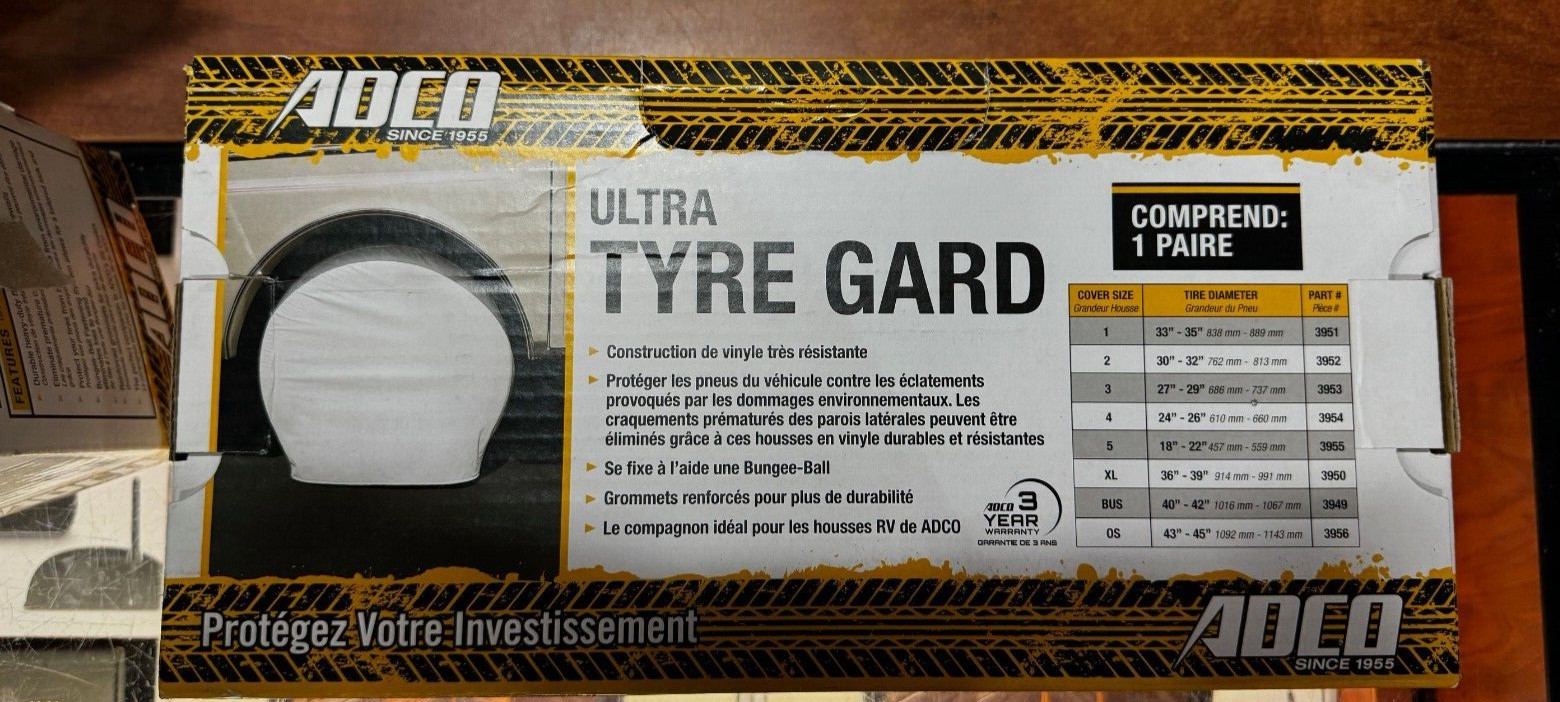 ADCO
SINCE 1955
ULTRA
TYRE GARD
▸ Construction de vinyle très résistante
▸ Protéger les pneus du véhicule contre les éclatements
provoqués par les dommages environnementaux. Les
craquements prématurés des parois latérales peuvent être
éliminés grâce à ces housses en vinyle durables et résistantes
▸ Se fixe à l'aide une Bungee-Ball
▸ Grommets renforcés pour plus de durabilité
▸ Le compagnon idéal pour les housses RV de ADCO
ADCO 3
YEAR
WARRANTY
GARANTIE DE 3 ANS
COMPREND:
1 PAIRE
COVER SIZE TIRE DIAMETER PART #
Grandeur Housse Grandeur du Pneu Pièce #
1 33” - 35” 838 mm - 889 mm 3951
2 30” - 32” 762 mm - 813 mm 3952
3 27” - 29” 686 mm - 737 mm 3953
4 24” - 26” 610 mm - 660 mm 3954
5 18” - 22” 457 mm - 559 mm 3955
XL 36” - 39” 914 mm - 991 mm 3950
BUS 40” - 42” 1016 mm - 1067 mm 3949
OS 43” - 45” 1092 mm - 1143 mm 3956
Protégez Votre Investissement
ADCO
SINCE 1955
FEATURES